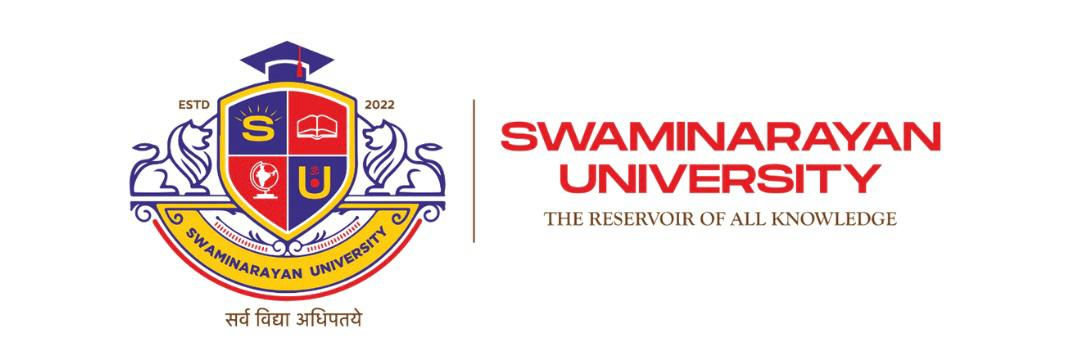 ESTD 2022
S
ॐ
U
SWAMINARAYAN UNIVERSITY
सर्व विद्या अधिपतये
SWAMINARAYAN
UNIVERSITY
THE RESERVOIR OF ALL KNOWLEDGE